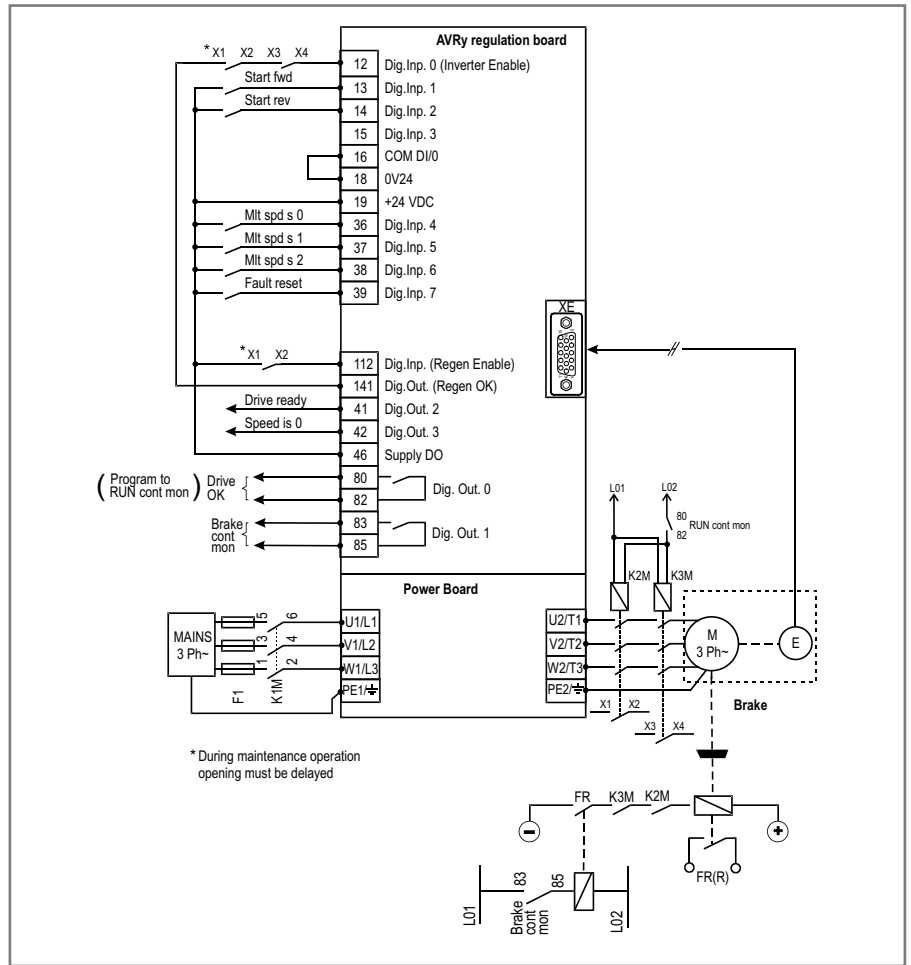 AVRy regulation board
* X1 X2 X3 X4
12 Dig.Inp. 0 (Inverter Enable)
Start fwd
13 Dig.Inp. 1
Start rev
14 Dig.Inp. 2
15 Dig.Inp. 3
16 COM DI/0
18 0V24
19 +24 VDC
Mlt spd s 0
36 Dig.Inp. 4
Mlt spd s 1
37 Dig.Inp. 5
Mlt spd s 2
38 Dig.Inp. 6
Fault reset
39 Dig.Inp. 7
XE
* X1 X2
112 Dig.Inp. (Regen Enable)
141 Dig.Out. (Regen OK)
Drive ready
41 Dig.Out. 2
Speed is 0
42 Dig.Out. 3
46 Supply DO
(Program to
RUN cont mon)
Drive
OK
80
82
Dig. Out. 0
Brake
cont
mon
83
85
Dig. Out. 1
L01 L02
80
82
RUN cont mon
K2M K3M
Power Board
MAINS
3 Ph~
5 6
3 4
1 2
F1
K1M
U1/L1
V1/L2
W1/L3
PE1/
U2/T1
V2/T2
W2/T3
PE2/
M
3 Ph~
E
Brake
X1 X2
X3 X4
* During maintenance operation
opening must be delayed
FR K3M K2M
−
+
FR(R)
L01
83
85
Brake
cont
mon
L02